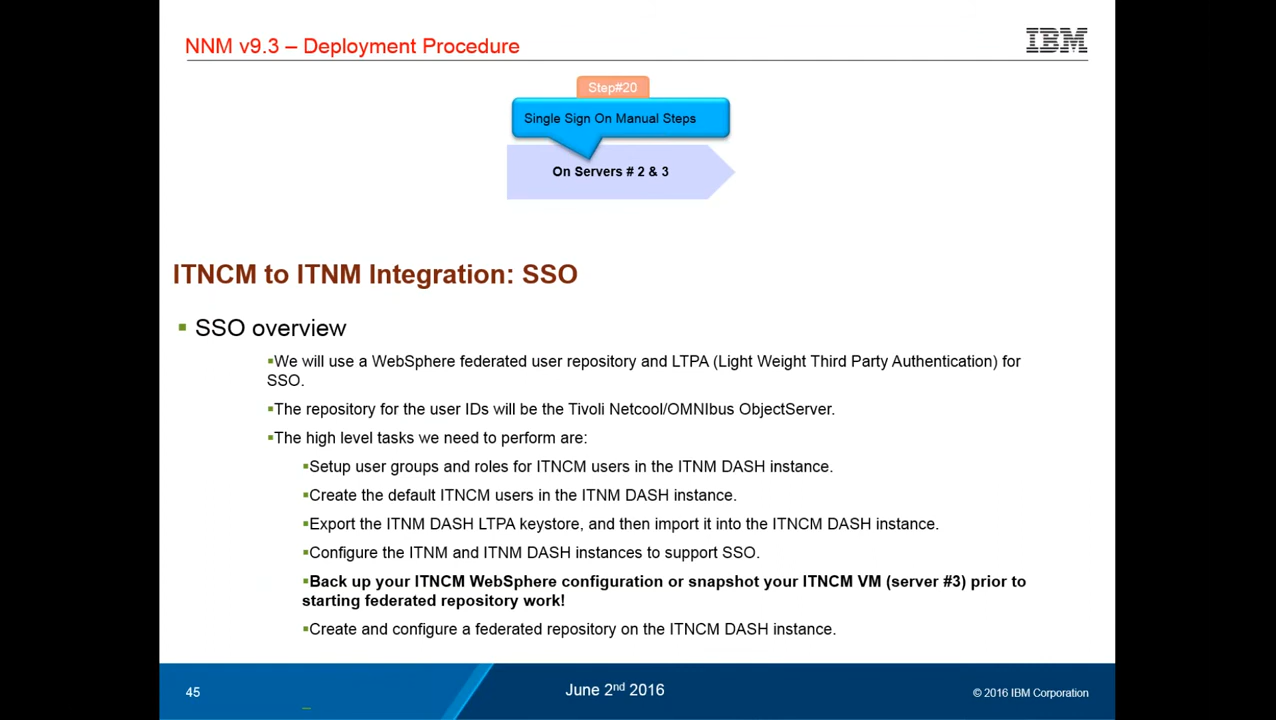 NNM v9.3 – Deployment Procedure
IBM
Step#20
Single Sign On Manual Steps
On Servers # 2 & 3
ITNCM to ITNM Integration: SSO
▪ SSO overview
▪We will use a WebSphere federated user repository and LTPA (Light Weight Third Party Authentication) for
SSO.
▪The repository for the user IDs will be the Tivoli Netcool/OMNIbus ObjectServer.
▪The high level tasks we need to perform are:
▪Setup user groups and roles for ITNCM users in the ITNM DASH instance.
▪Create the default ITNCM users in the ITNM DASH instance.
▪Export the ITNM DASH LTPA keystore, and then import it into the ITNCM DASH instance.
▪Configure the ITNM and ITNM DASH instances to support SSO.
▪Back up your ITNCM WebSphere configuration or snapshot your ITNCM VM (server #3) prior to
starting federated repository work!
▪Create and configure a federated repository on the ITNCM DASH instance.
45
June 2nd 2016
© 2016 IBM Corporation